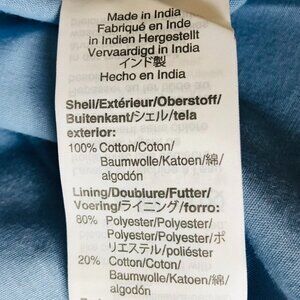 Made in India
Fabriqué en Inde
in Indien Hergestellt
Vervaardigd in India
インド製
Hecho en India
Shell/Extérieur/Oberstoff/
Buitenkant/シェル/tela
exterior:
100% Cotton/Coton/
Baumwolle/Katoen/綿/
algodón
Lining/Doublure/Futter/
Voering/ライニング/forro:
80% Polyester/Polyester/
Polyester/Polyester/ポ
リエステル/poliéster
20% Cotton/Coton/
Baumwolle/Katoen/綿/
algodón